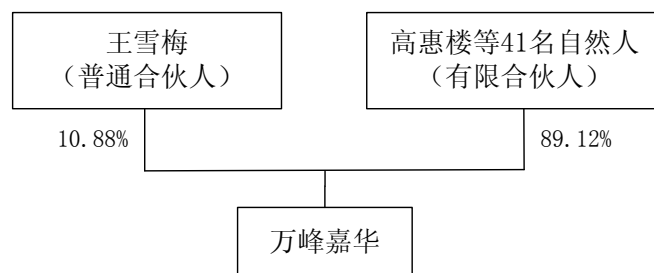 王雪梅
（普通合伙人）
高惠楼等41名自然人
（有限合伙人）
10.88%
89.12%
万峰嘉华